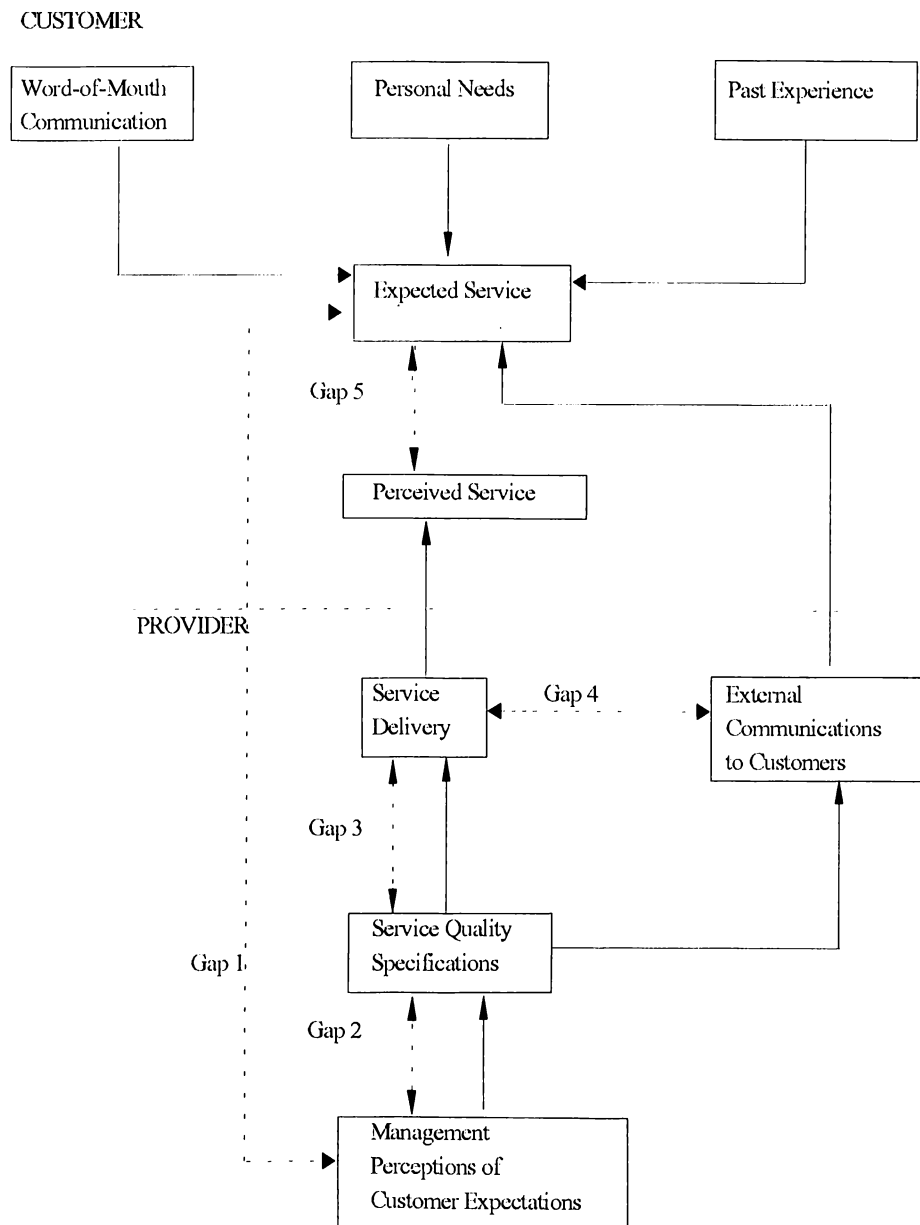 CUSTOMER
Word-of-Mouth
Communication
Personal Needs
Past Experience
Expected Service
Gap 5
Perceived Service
PROVIDER
Service
Delivery
Gap 4
External
Communications
to Customers
Gap 3
Service Quality
Specifications
Gap 1
Gap 2
Management
Perceptions of
Customer Expectations